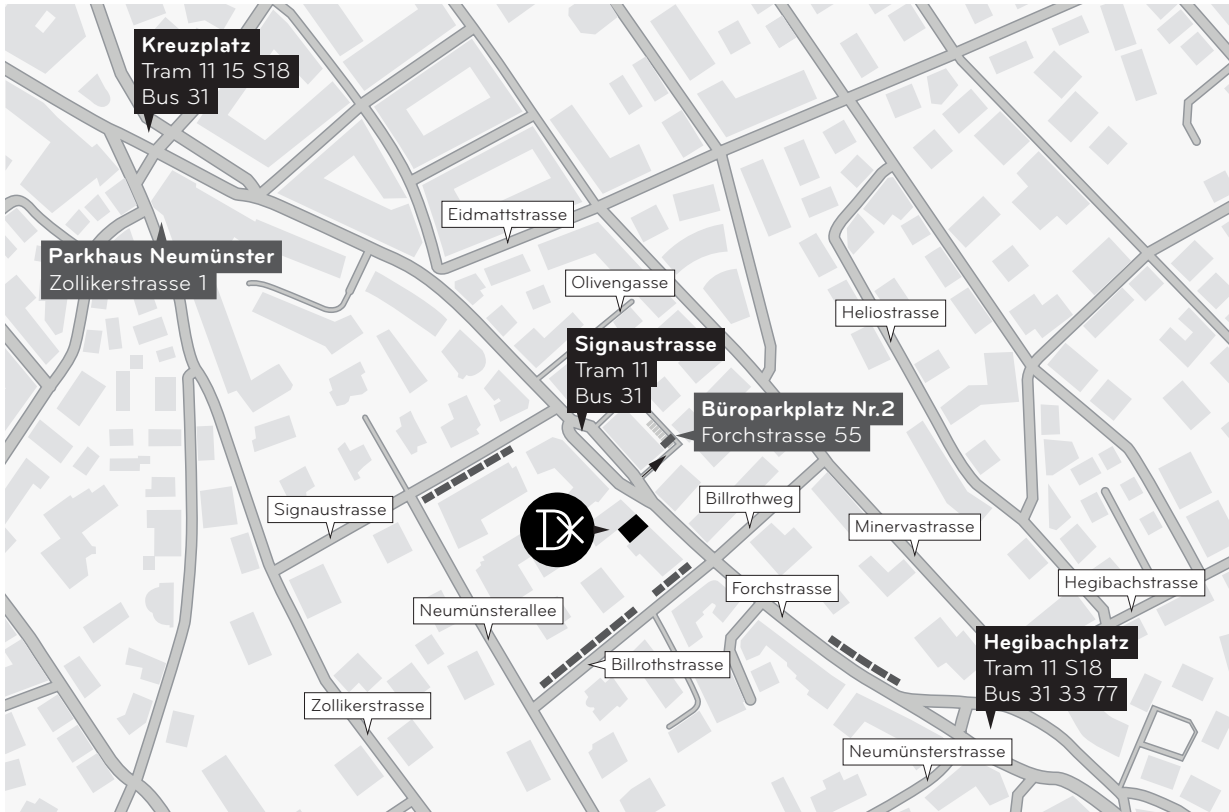 Kreuzplatz
Tram 11 15 S18
Bus 31
Eidmattstrasse
Parkhaus Neumünster
Zollikerstrasse 1
Olivengasse
Heliostrasse
Signaustrasse
Tram 11
Bus 31
Büroparkplatz Nr.2
Forchstrasse 55
Signaustrasse
Billrothweg
Minervastrasse
Hegibachstrasse
Forchstrasse
Neumünsterallee
Billrothstrasse
Hegibachplatz
Tram 11 S18
Bus 31 33 77
Zollikerstrasse
Neumünsterstrasse